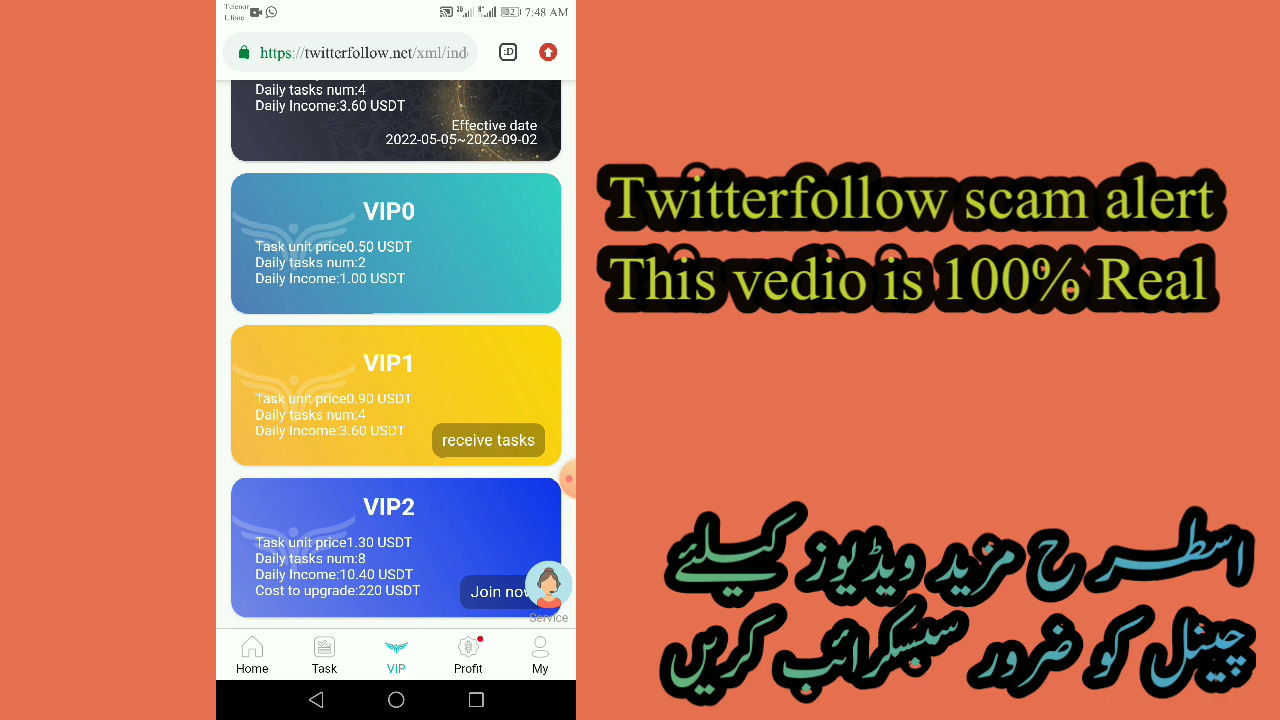 Telenor
Ufone
7:48 AM
https://twitterfollow.net/xml/ind
:D
Daily tasks num:4
Daily Income:3.60 USDT
Effective date
2022-05-05~2022-09-02
VIP0
Task unit price0.50 USDT
Daily tasks num:2
Daily Income:1.00 USDT
VIP1
Task unit price0.90 USDT
Daily tasks num:4
Daily Income:3.60 USDT
receive tasks
VIP2
Task unit price1.30 USDT
Daily tasks num:8
Daily Income:10.40 USDT
Cost to upgrade:220 USDT
Join now
Service
Home Task VIP Profit My
Twitterfollow scam alert
This vedio is 100% Real
اسطرح مزید ویڈیوز کیلئے
چینل کو ضرور سبسکرائب کریں